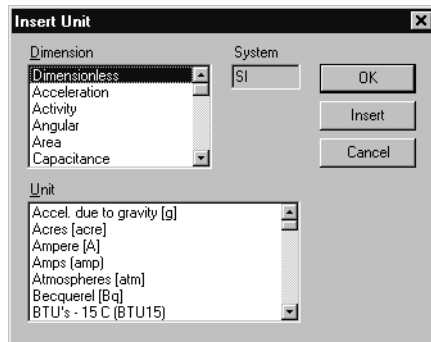 Insert Unit
Dimension
System
Dimensionless
Acceleration
Activity
Angular
Area
Capacitance
SI
OK
Insert
Cancel
Unit
Accel. due to gravity [g]
Acres [acre]
Ampere [A]
Amps (amp)
Atmospheres [atm]
Becquerel [Bq]
BTU's - 15 C (BTU15)